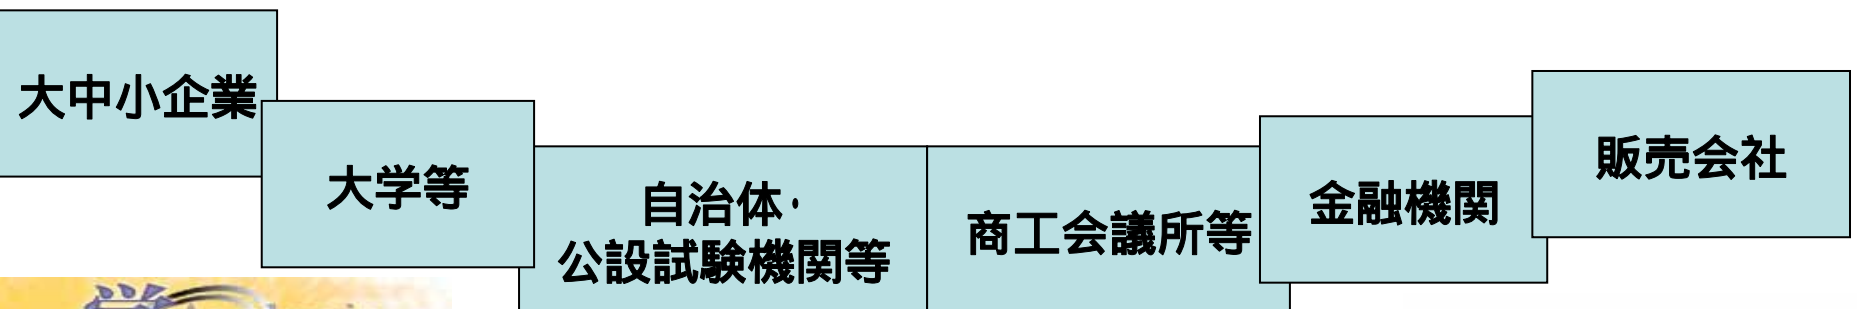 大中小企業
大学等
自治体・
公設試験機関等
商工会議所等
金融機関
販売会社